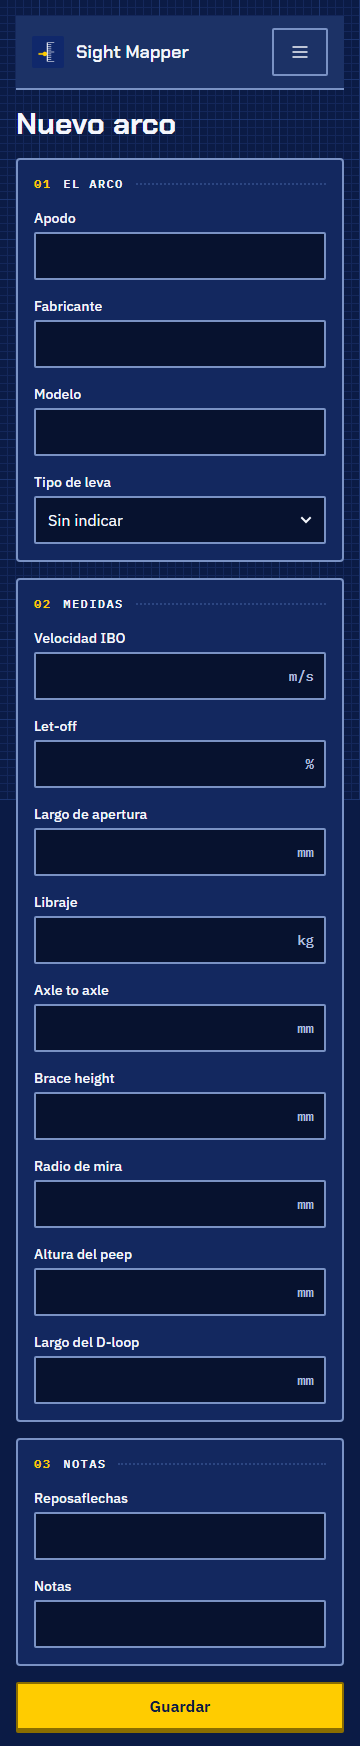 Sight Mapper
Nuevo arco
01 EL ARCO
Apodo
Fabricante
Modelo
Tipo de leva
Sin indicar
02 MEDIDAS
Velocidad IBO
m/s
Let-off
%
Largo de apertura
mm
Libraje
kg
Axle to axle
mm
Brace height
mm
Radio de mira
mm
Altura del peep
mm
Largo del D-loop
mm
03 NOTAS
Reposaflechas
Notas
Guardar